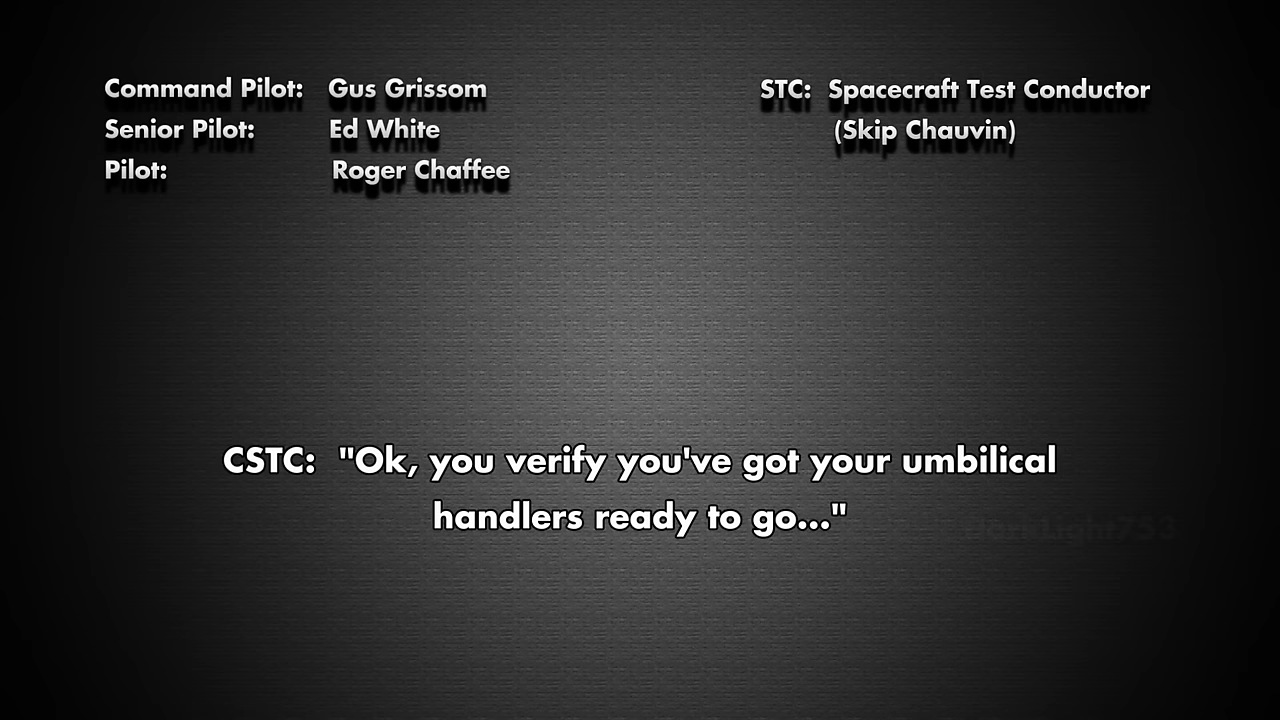 Command Pilot: Gus Grissom
Senior Pilot: Ed White
Pilot: Roger Chaffee
STC: Spacecraft Test Conductor
(Skip Chauvin)
CSTC: "Ok, you verify you've got your umbilical
handlers ready to go..."